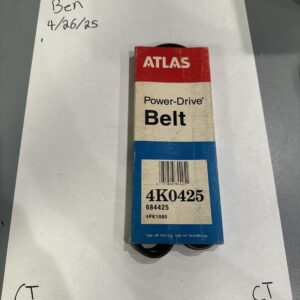 Ben
4/26/25
ATLAS
Power-Drive®
Belt
4K0425
684425
4PK1080
CT
CT